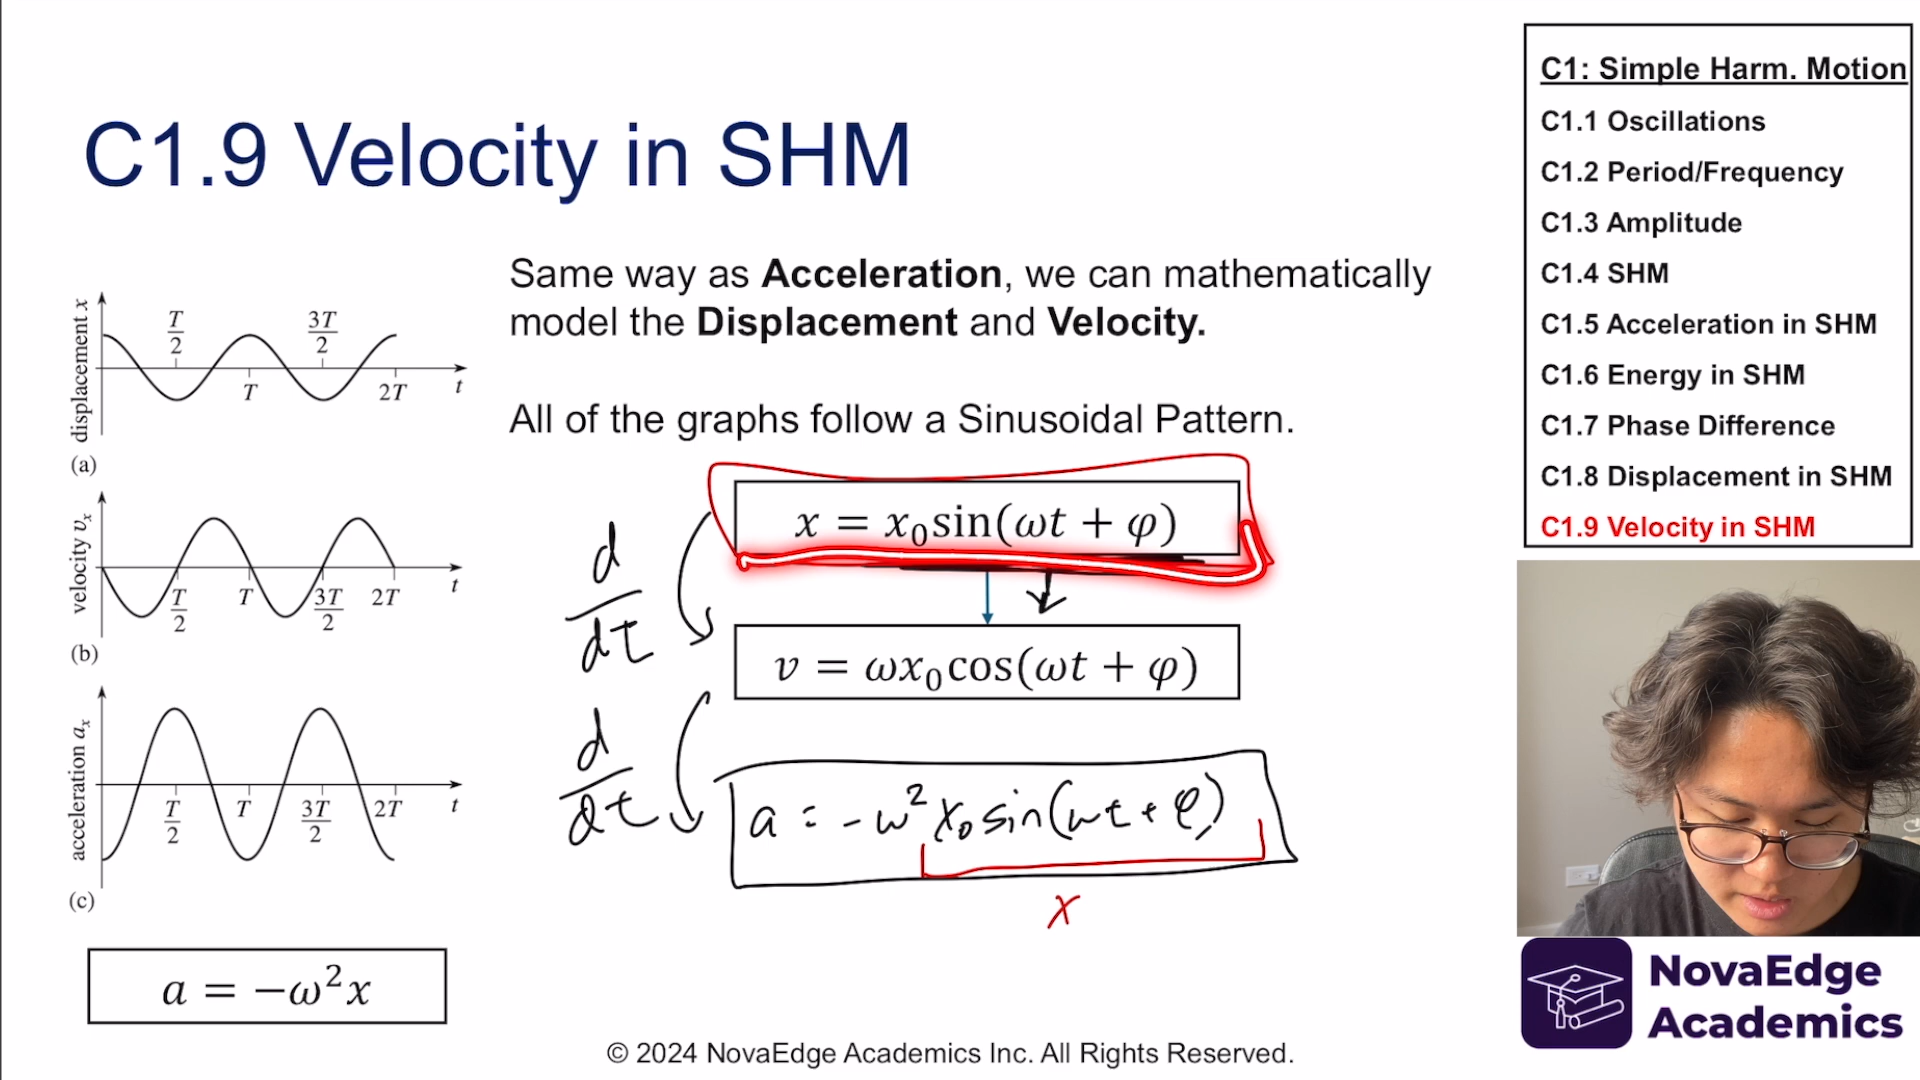 C1.9 Velocity in SHM
Same way as Acceleration, we can mathematically
model the Displacement and Velocity.
All of the graphs follow a Sinusoidal Pattern.
displacement x
T/2
3T/2
T
2T
t
(a)
velocity vₓ
T/2
T
3T/2
2T
t
(b)
acceleration aₓ
T/2
T
3T/2
2T
t
(c)
a = −ω²x
x = x₀sin(ωt + φ)
d/dt
v = ωx₀cos(ωt + φ)
d/dt
a = -ω²x₀sin(ωt + φ)
x
© 2024 NovaEdge Academics Inc. All Rights Reserved.
C1: Simple Harm. Motion
C1.1 Oscillations
C1.2 Period/Frequency
C1.3 Amplitude
C1.4 SHM
C1.5 Acceleration in SHM
C1.6 Energy in SHM
C1.7 Phase Difference
C1.8 Displacement in SHM
C1.9 Velocity in SHM
NovaEdge
Academics